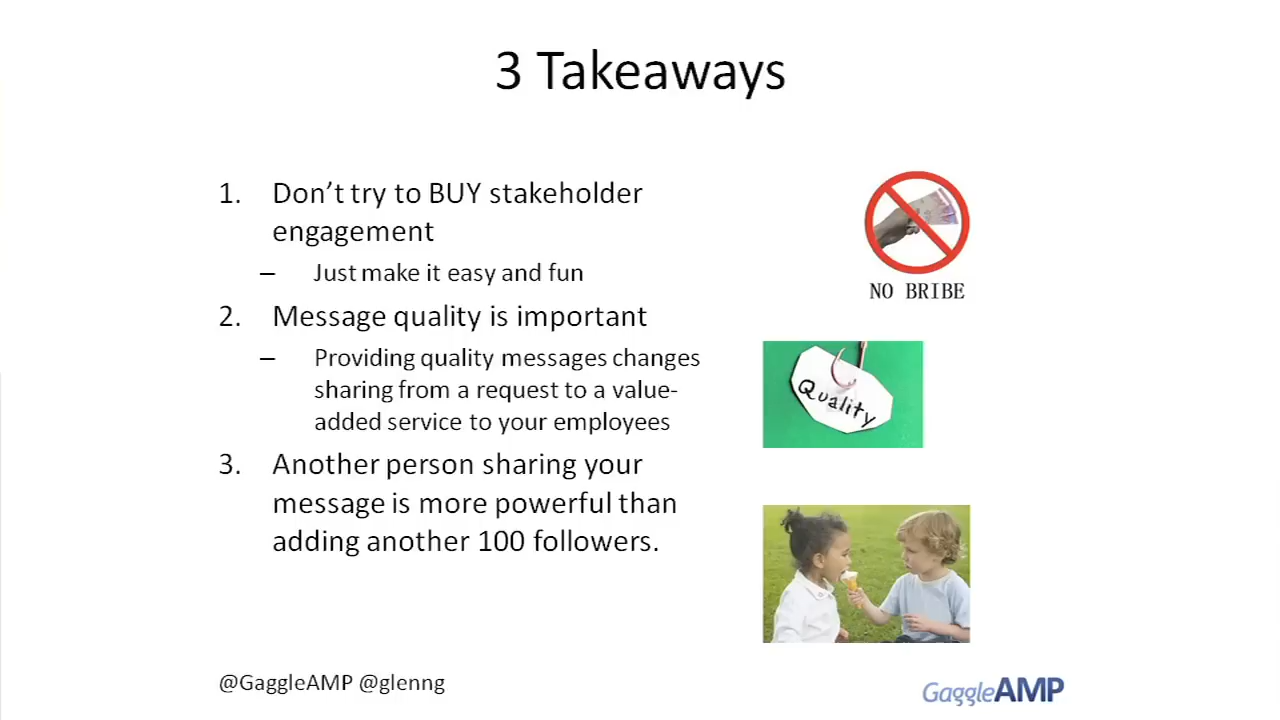 3 Takeaways
1. Don't try to BUY stakeholder
engagement
– Just make it easy and fun
2. Message quality is important
– Providing quality messages changes
sharing from a request to a value-
added service to your employees
3. Another person sharing your
message is more powerful than
adding another 100 followers.
NO BRIBE
Quality
@GaggleAMP @glenng
GaggleAMP